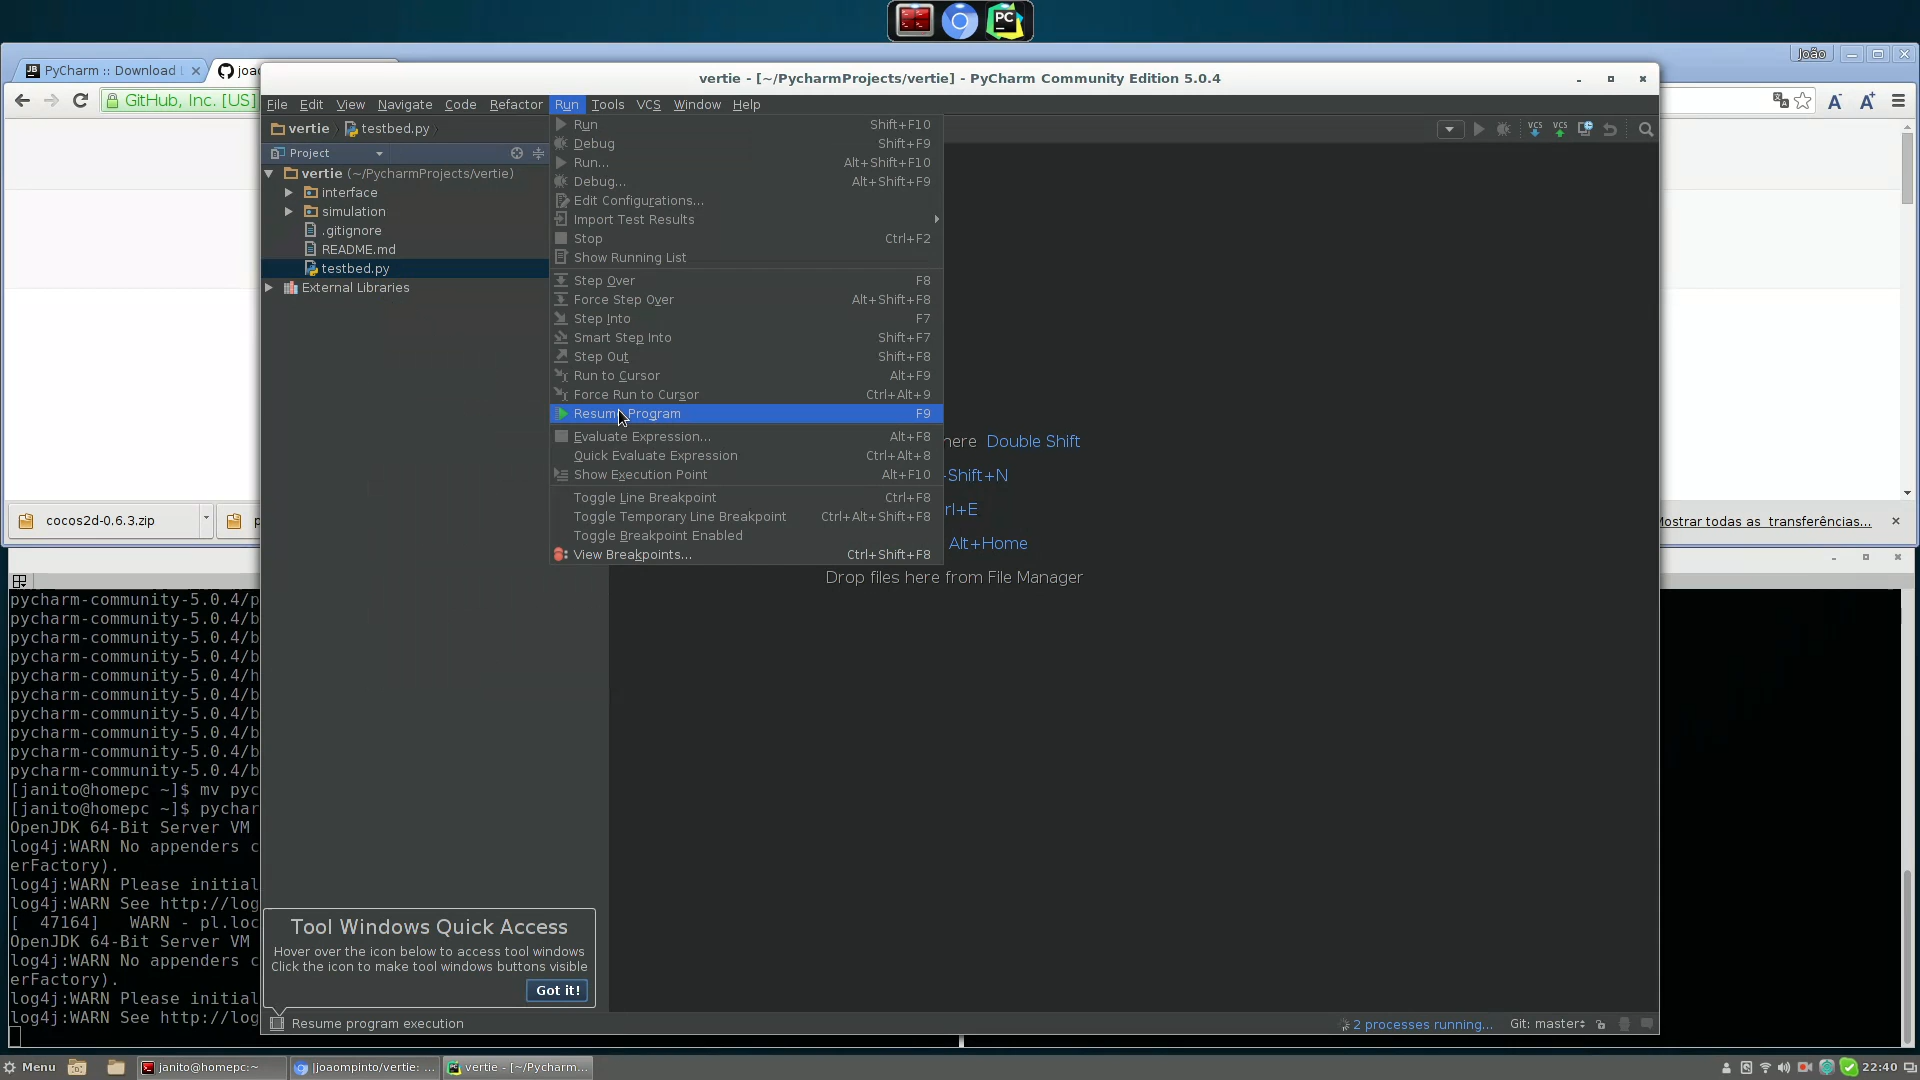 João
PyCharm :: Download
joa
GitHub, Inc. [US]
vertie - [~/PycharmProjects/vertie] - PyCharm Community Edition 5.0.4
File Edit View Navigate Code Refactor Run Tools VCS Window Help
vertie testbed.py
VCS VCS
Project
vertie (~/PycharmProjects/vertie)
interface
simulation
.gitignore
README.md
testbed.py
External Libraries
Run Shift+F10
Debug Shift+F9
Run... Alt+Shift+F10
Debug... Alt+Shift+F9
Edit Configurations...
Import Test Results
Stop Ctrl+F2
Show Running List
Step Over F8
Force Step Over Alt+Shift+F8
Step Into F7
Smart Step Into Shift+F7
Step Out Shift+F8
Run to Cursor Alt+F9
Force Run to Cursor Ctrl+Alt+9
Resume Program F9
Evaluate Expression... Alt+F8
Quick Evaluate Expression Ctrl+Alt+8
Show Execution Point Alt+F10
Toggle Line Breakpoint Ctrl+F8
Toggle Temporary Line Breakpoint Ctrl+Alt+Shift+F8
Toggle Breakpoint Enabled
View Breakpoints... Ctrl+Shift+F8
here Double Shift
+Shift+N
rl+E
Alt+Home
Drop files here from File Manager
cocos2d-0.6.3.zip
p
Mostrar todas as transferências...
pycharm-community-5.0.4/p
pycharm-community-5.0.4/b
pycharm-community-5.0.4/b
pycharm-community-5.0.4/b
pycharm-community-5.0.4/h
pycharm-community-5.0.4/b
pycharm-community-5.0.4/b
pycharm-community-5.0.4/b
pycharm-community-5.0.4/b
pycharm-community-5.0.4/b
[janito@homepc ~]$ mv pyc
[janito@homepc ~]$ pychar
OpenJDK 64-Bit Server VM
log4j:WARN No appenders c
erFactory).
log4j:WARN Please initial
log4j:WARN See http://log
[  47164]   WARN - pl.loc
OpenJDK 64-Bit Server VM
log4j:WARN No appenders c
erFactory).
log4j:WARN Please initial
log4j:WARN See http://log
Tool Windows Quick Access
Hover over the icon below to access tool windows
Click the icon to make tool windows buttons visible
Got it!
Resume program execution
2 processes running...
Git: master
Menu
janito@homepc:~
|joaompinto/vertie: ...
vertie - [~/Pycharm...
22:40